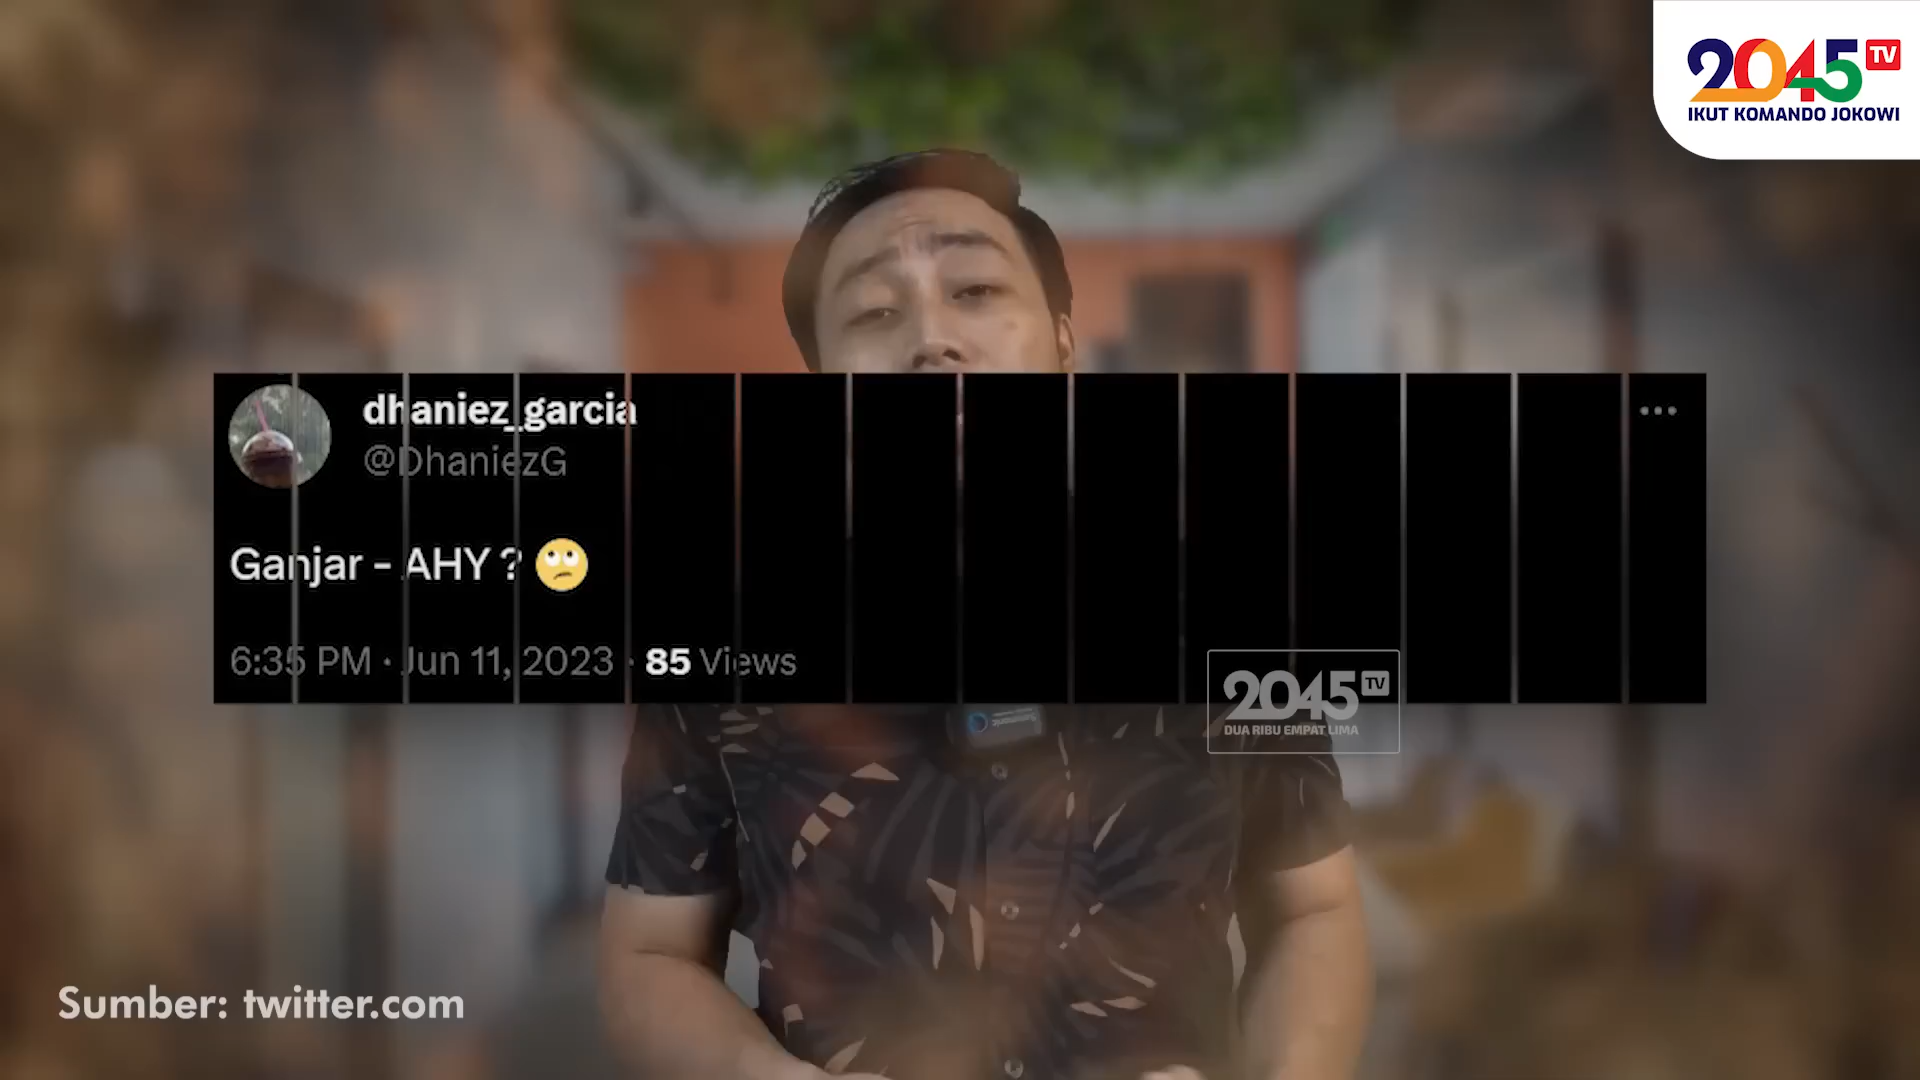 2045 TV
IKUT KOMANDO JOKOWI
dhaniez_garcia
@DhaniezG
Ganjar - AHY ? 🙄
6:35 PM · Jun 11, 2023 · 85 Views
2045 TV
DUA RIBU EMPAT LIMA
Sumber: twitter.com